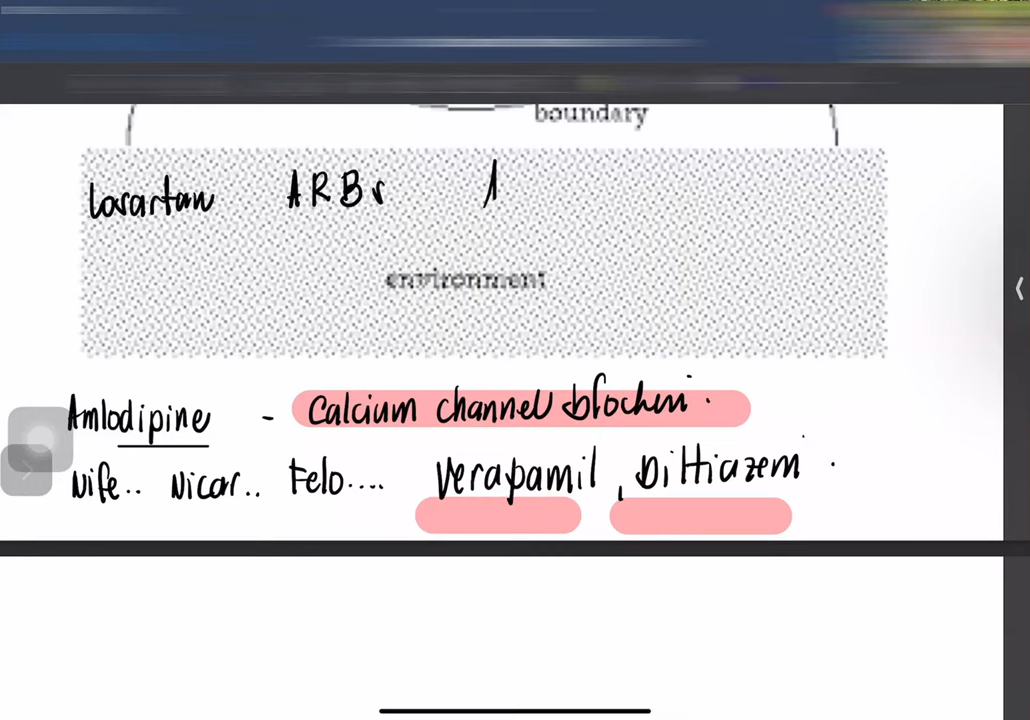 boundary
Losartan ARBs A
environment
Amlodipine - Calcium channel blockers.
Nife.. Nicar.. Felo.... Verapamil, Diltiazem.